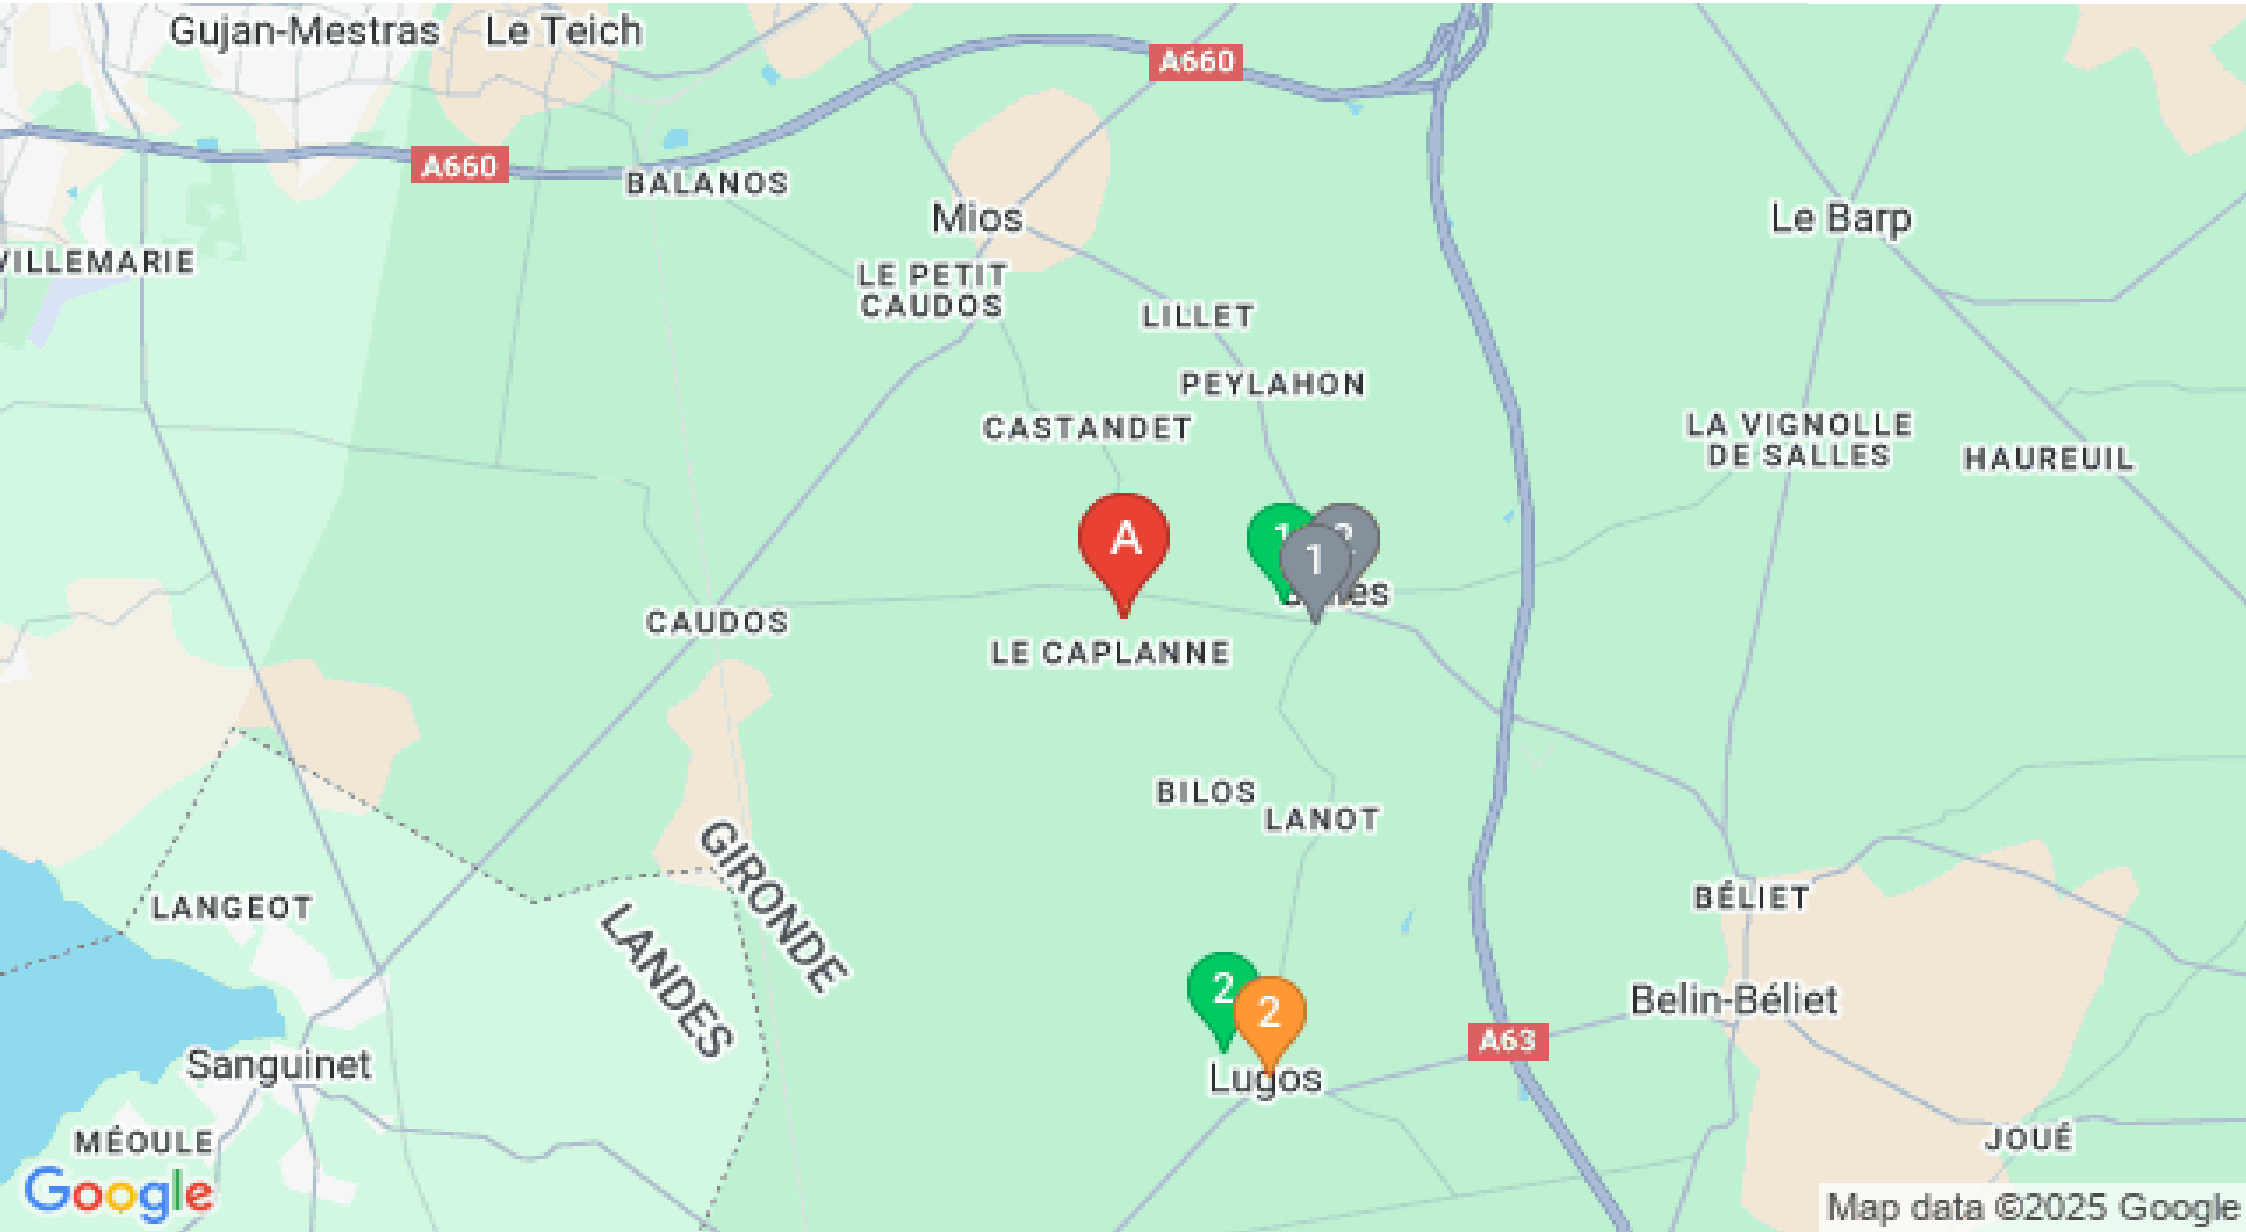 Gujan-Mestras
Le Teich
A660
A660
BALANOS
Mios
Le Barp
VILLEMARIE
LE PETIT
CAUDOS
LILLET
PEYLAHON
CASTANDET
LA VIGNOLLE
DE SALLES
HAUREUIL
A
1
2
1
CAUDOS
LE CAPLANNE
BILOS
LANOT
GIRONDE
LANDES
LANGEOT
BÉLIET
2
2
Belin-Béliet
A63
Sanguinet
Lugos
MÉOULE
JOUÉ
Google
Map data ©2025 Google